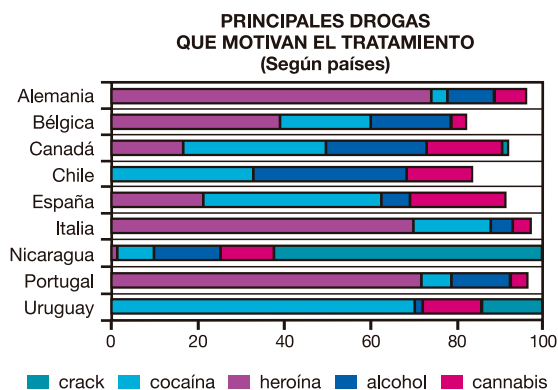 PRINCIPALES DROGAS
QUE MOTIVAN EL TRATAMIENTO
(Según países)
Alemania
Bélgica
Canadá
Chile
España
Italia
Nicaragua
Portugal
Uruguay
0 20 40 60 80 100
crack cocaína heroína alcohol cannabis